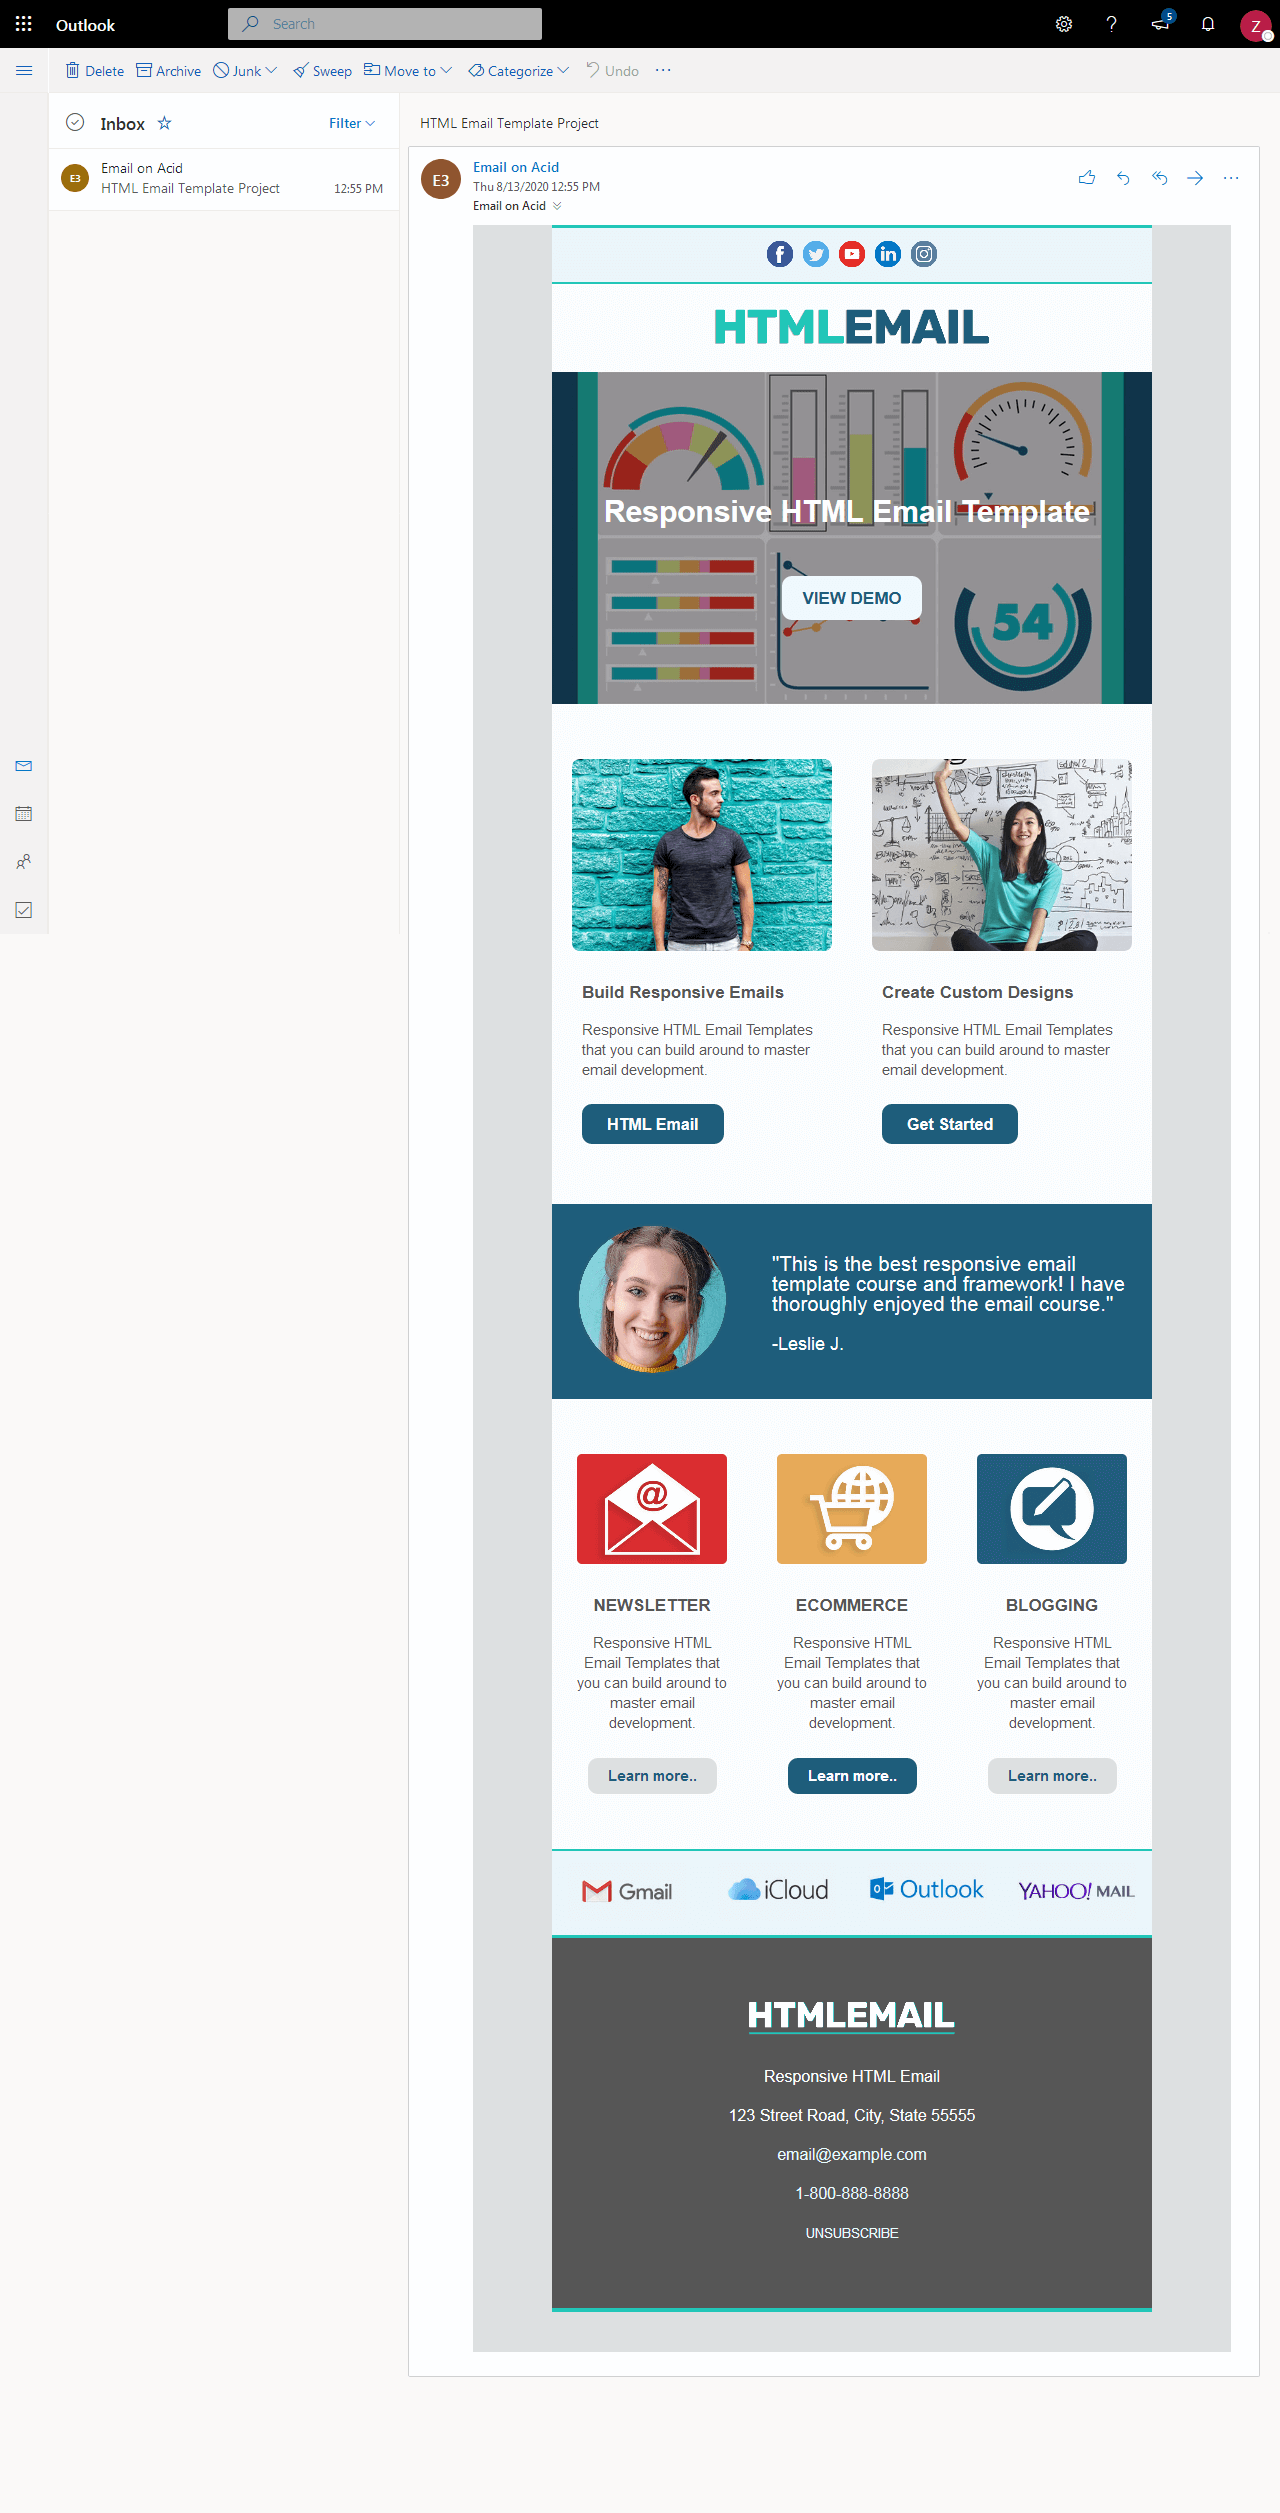 Outlook
Search
5
Z
Delete Archive Junk Sweep Move to Categorize Undo
Inbox Filter
HTML Email Template Project
E3
Email on Acid
HTML Email Template Project 12:55 PM
E3
Email on Acid
Thu 8/13/2020 12:55 PM
Email on Acid
f in
HTMLEMAIL
Responsive HTML Email Template
VIEW DEMO
54
Build Responsive Emails
Responsive HTML Email Templates
that you can build around to master
email development.
HTML Email
Create Custom Designs
Responsive HTML Email Templates
that you can build around to master
email development.
Get Started
"This is the best responsive email
template course and framework! I have
thoroughly enjoyed the email course."
-Leslie J.
@
NEWSLETTER
Responsive HTML
Email Templates that
you can build around to
master email
development.
Learn more..
ECOMMERCE
Responsive HTML
Email Templates that
you can build around to
master email
development.
Learn more..
BLOGGING
Responsive HTML
Email Templates that
you can build around to
master email
development.
Learn more..
Gmail iCloud Outlook YAHOO! MAIL
HTMLEMAIL
Responsive HTML Email
123 Street Road, City, State 55555
email@example.com
1-800-888-8888
UNSUBSCRIBE